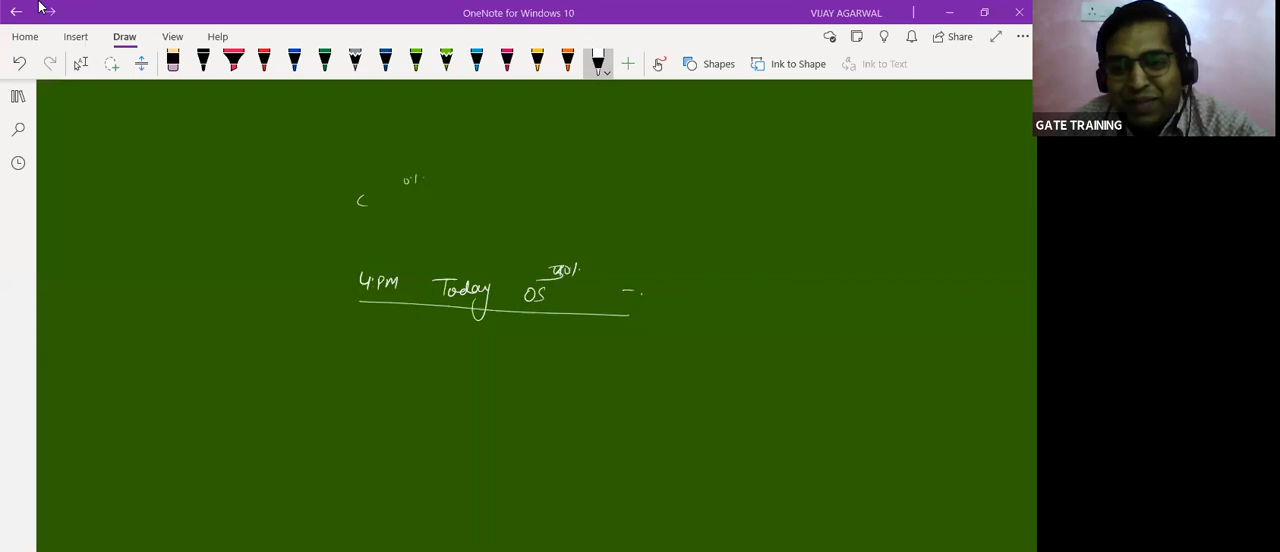 OneNote for Windows 10
VIJAY AGARWAL
Home Insert Draw View Help
Share
Shapes Ink to Shape Ink to Text
GATE TRAINING
0%
C
4:PM Today OS